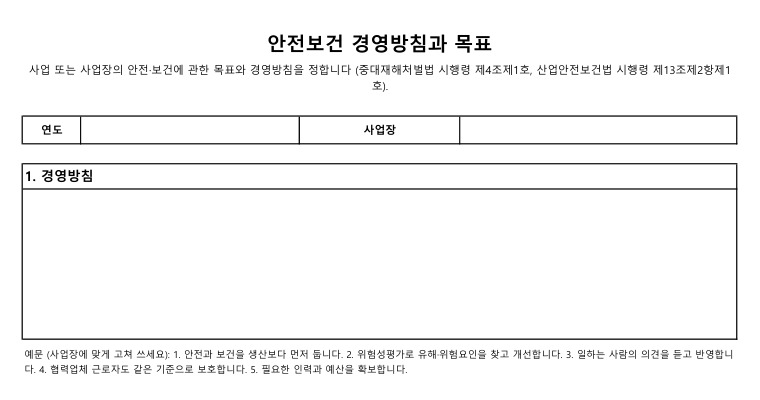 안전보건 경영방침과 목표
사업 또는 사업장의 안전·보건에 관한 목표와 경영방침을 정합니다 (중대재해처벌법 시행령 제4조제1호, 산업안전보건법 시행령 제13조제2항제1
호).
연도 사업장
1. 경영방침
예문 (사업장에 맞게 고쳐 쓰세요): 1. 안전과 보건을 생산보다 먼저 둡니다. 2. 위험성평가로 유해·위험요인을 찾고 개선합니다. 3. 일하는 사람의 의견을 듣고 반영합니
다. 4. 협력업체 근로자도 같은 기준으로 보호합니다. 5. 필요한 인력과 예산을 확보합니다.